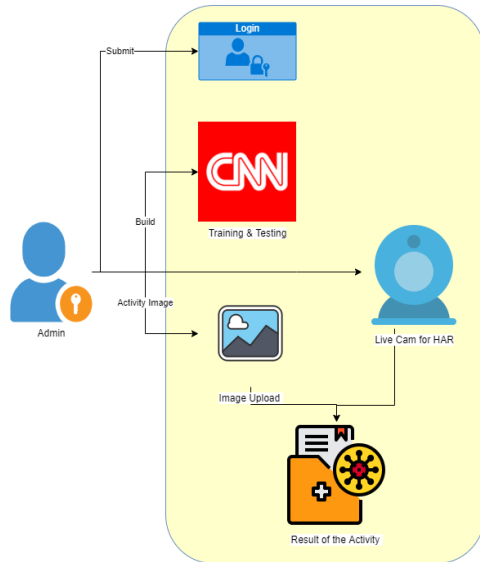 Login
Submit
CNN
Build
Training & Testing
Activity Image
Admin
Live Cam for HAR
Image Upload
Result of the Activity